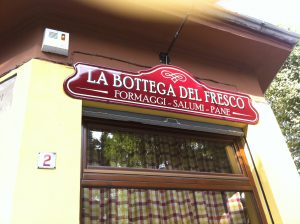 LA BOTTEGA DEL FRESCO
FORMAGGI - SALUMI - PANE
2